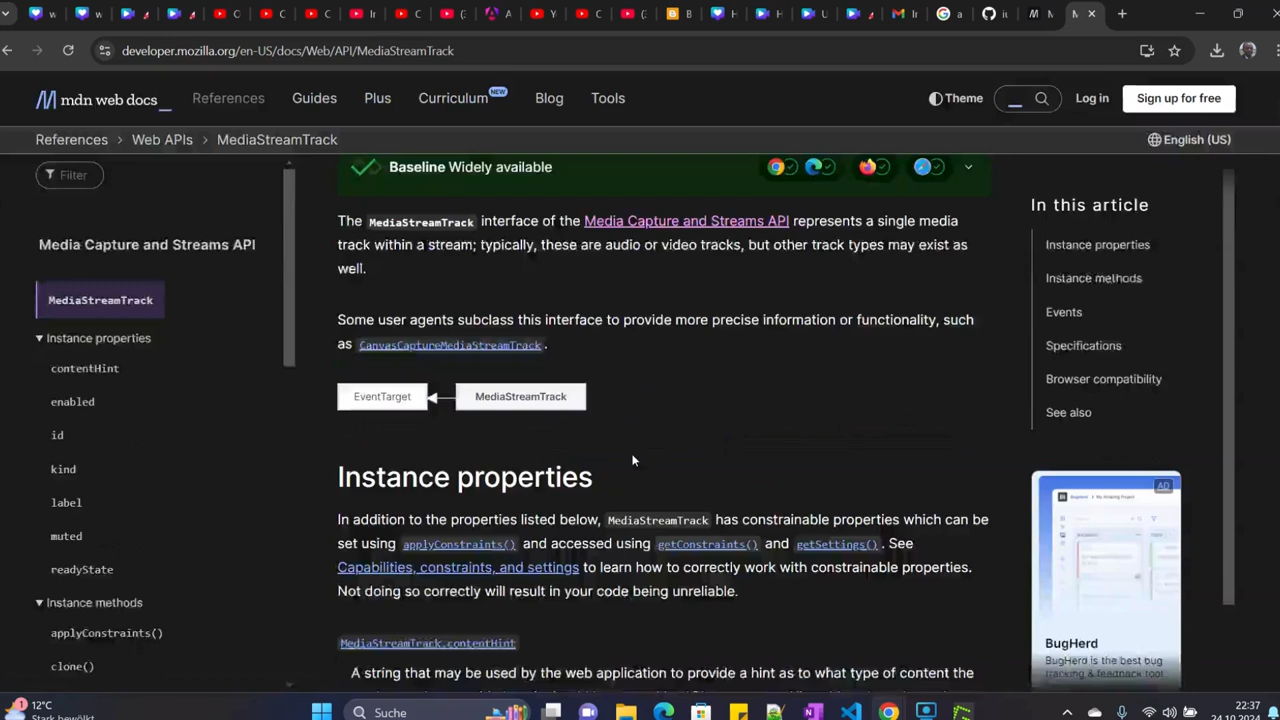 developer.mozilla.org/en-US/docs/Web/API/MediaStreamTrack
mdn web docs_
References
Guides
Plus
Curriculum NEW
Blog
Tools
Theme
Log in
Sign up for free
References > Web APIs > MediaStreamTrack
English (US)
Filter
Media Capture and Streams API
MediaStreamTrack
Instance properties
contentHint
enabled
id
kind
label
muted
readyState
Instance methods
applyConstraints()
clone()
Baseline Widely available
The MediaStreamTrack interface of the Media Capture and Streams API represents a single media
track within a stream; typically, these are audio or video tracks, but other track types may exist as
well.
Some user agents subclass this interface to provide more precise information or functionality, such
as CanvasCaptureMediaStreamTrack.
EventTarget
MediaStreamTrack
Instance properties
In addition to the properties listed below, MediaStreamTrack has constrainable properties which can be
set using applyConstraints() and accessed using getConstraints() and getSettings(). See
Capabilities, constraints, and settings to learn how to correctly work with constrainable properties.
Not doing so correctly will result in your code being unreliable.
MediaStreamTrack.contentHint
A string that may be used by the web application to provide a hint as to what type of content the
In this article
Instance properties
Instance methods
Events
Specifications
Browser compatibility
See also
AD
BugHerd
BugHerd is the best bug
tracking & feedback tool
12°C
Stark bewölkt
Suche
22:37
24.10.2024